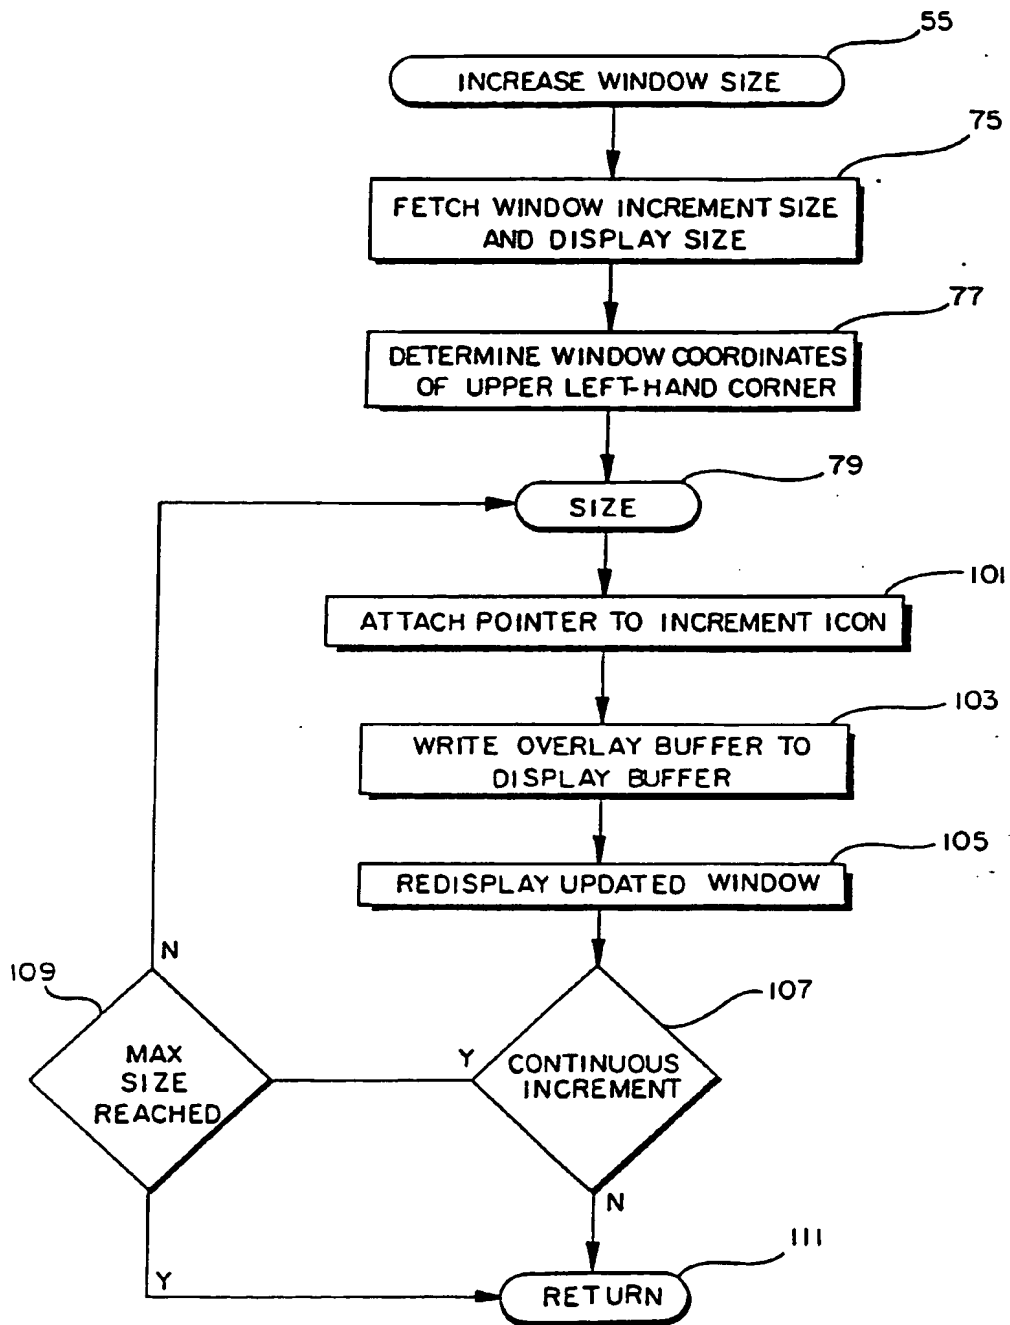 55
INCREASE WINDOW SIZE
75
FETCH WINDOW INCREMENT SIZE
AND DISPLAY SIZE
77
DETERMINE WINDOW COORDINATES
OF UPPER LEFT-HAND CORNER
79
SIZE
101
ATTACH POINTER TO INCREMENT ICON
103
WRITE OVERLAY BUFFER TO
DISPLAY BUFFER
105
REDISPLAY UPDATED WINDOW
N
109
107
MAX
SIZE
REACHED
Y
CONTINUOUS
INCREMENT
N
111
Y
RETURN